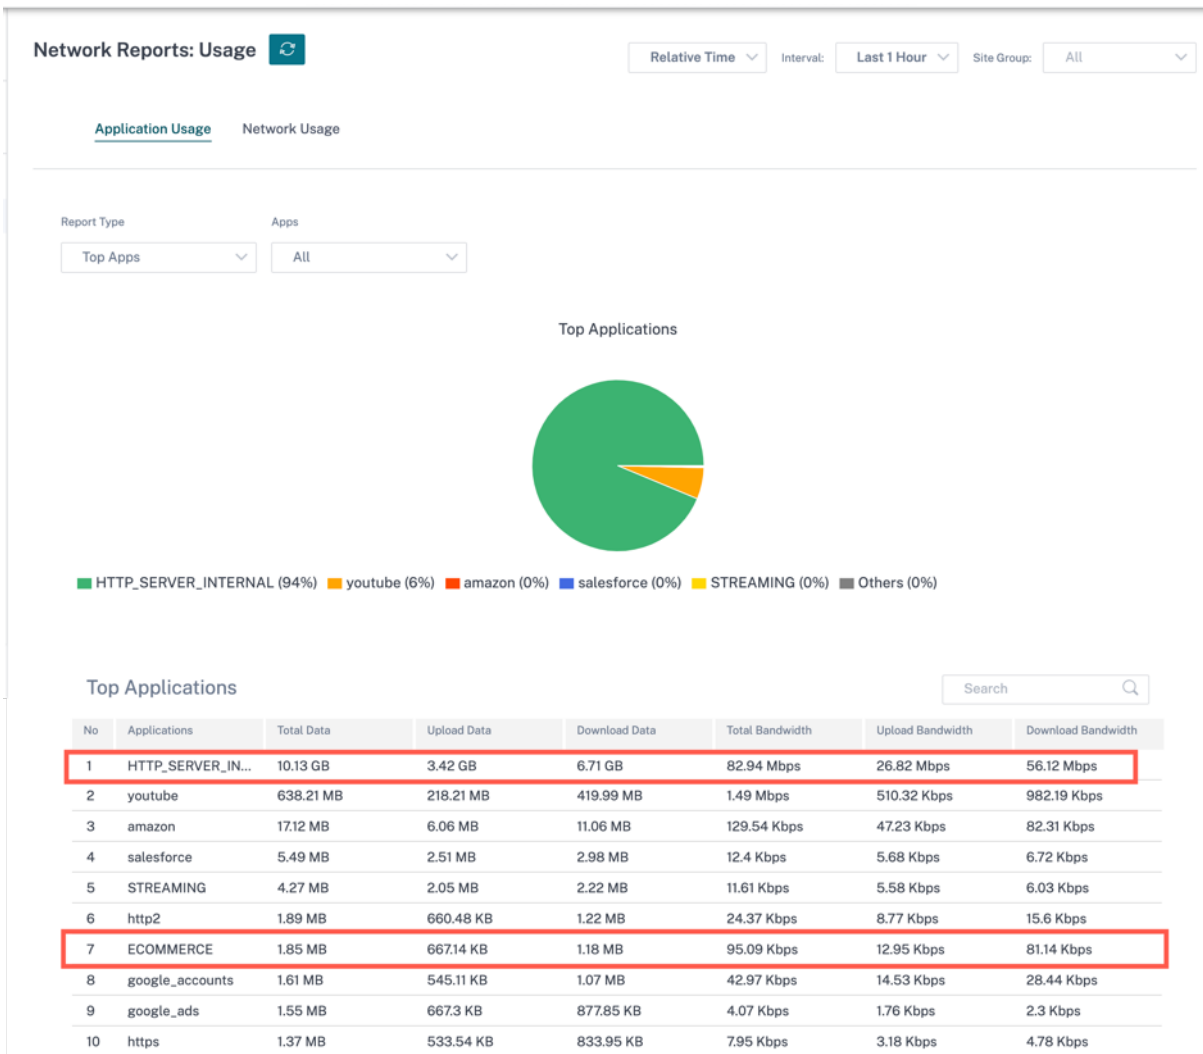 Network Reports: Usage
Relative Time Interval: Last 1 Hour Site Group: All
Application Usage Network Usage
Report Type Apps
Top Apps All
Top Applications
HTTP_SERVER_INTERNAL (94%) youtube (6%) amazon (0%) salesforce (0%) STREAMING (0%) Others (0%)
Top Applications Search
No Applications Total Data Upload Data Download Data Total Bandwidth Upload Bandwidth Download Bandwidth
1 HTTP_SERVER_IN... 10.13 GB 3.42 GB 6.71 GB 82.94 Mbps 26.82 Mbps 56.12 Mbps
2 youtube 638.21 MB 218.21 MB 419.99 MB 1.49 Mbps 510.32 Kbps 982.19 Kbps
3 amazon 17.12 MB 6.06 MB 11.06 MB 129.54 Kbps 47.23 Kbps 82.31 Kbps
4 salesforce 5.49 MB 2.51 MB 2.98 MB 12.4 Kbps 5.68 Kbps 6.72 Kbps
5 STREAMING 4.27 MB 2.05 MB 2.22 MB 11.61 Kbps 5.58 Kbps 6.03 Kbps
6 http2 1.89 MB 660.48 KB 1.22 MB 24.37 Kbps 8.77 Kbps 15.6 Kbps
7 ECOMMERCE 1.85 MB 667.14 KB 1.18 MB 95.09 Kbps 12.95 Kbps 81.14 Kbps
8 google_accounts 1.61 MB 545.11 KB 1.07 MB 42.97 Kbps 14.53 Kbps 28.44 Kbps
9 google_ads 1.55 MB 667.3 KB 877.85 KB 4.07 Kbps 1.76 Kbps 2.3 Kbps
10 https 1.37 MB 533.54 KB 833.95 KB 7.95 Kbps 3.18 Kbps 4.78 Kbps